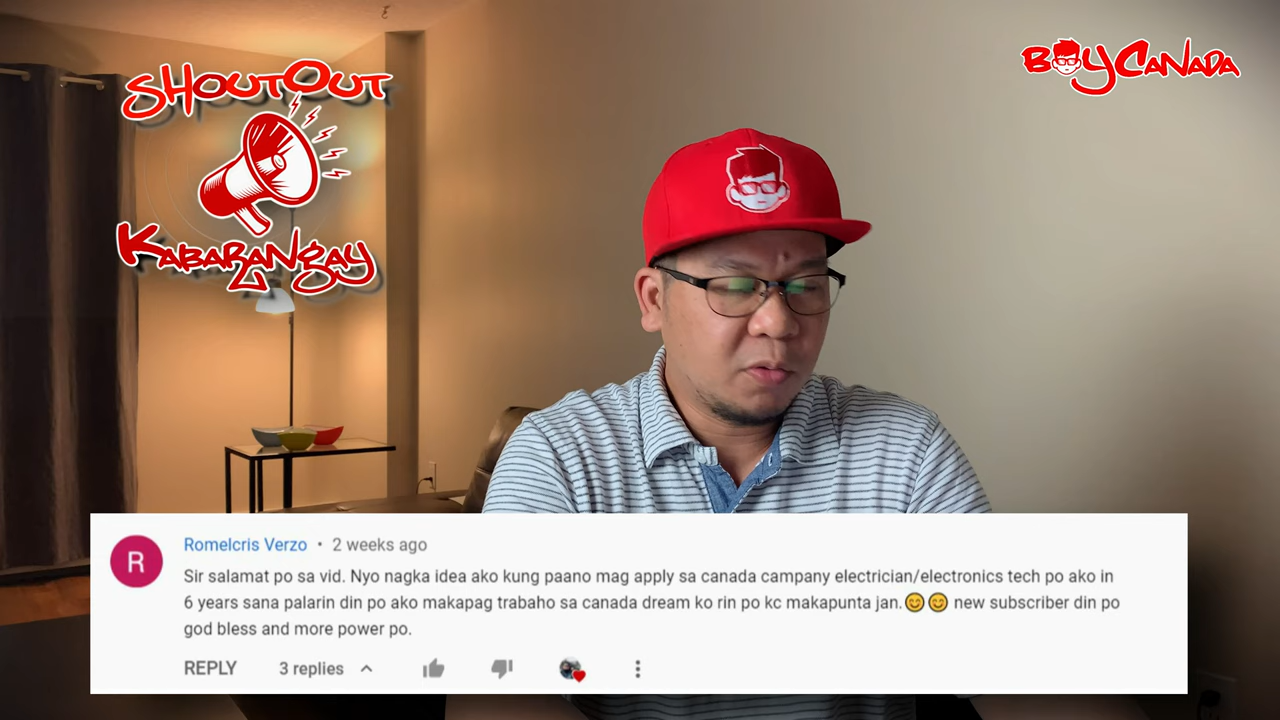 SHOUTOUT
BOYCANADA
KABARANGAY
R
Romelcris Verzo • 2 weeks ago
Sir salamat po sa vid. Nyo nagka idea ako kung paano mag apply sa canada campany electrician/electronics tech po ako in
6 years sana palarin din po ako makapag trabaho sa canada dream ko rin po kc makapunta jan.😊😊 new subscriber din po
god bless and more power po.
REPLY 3 replies